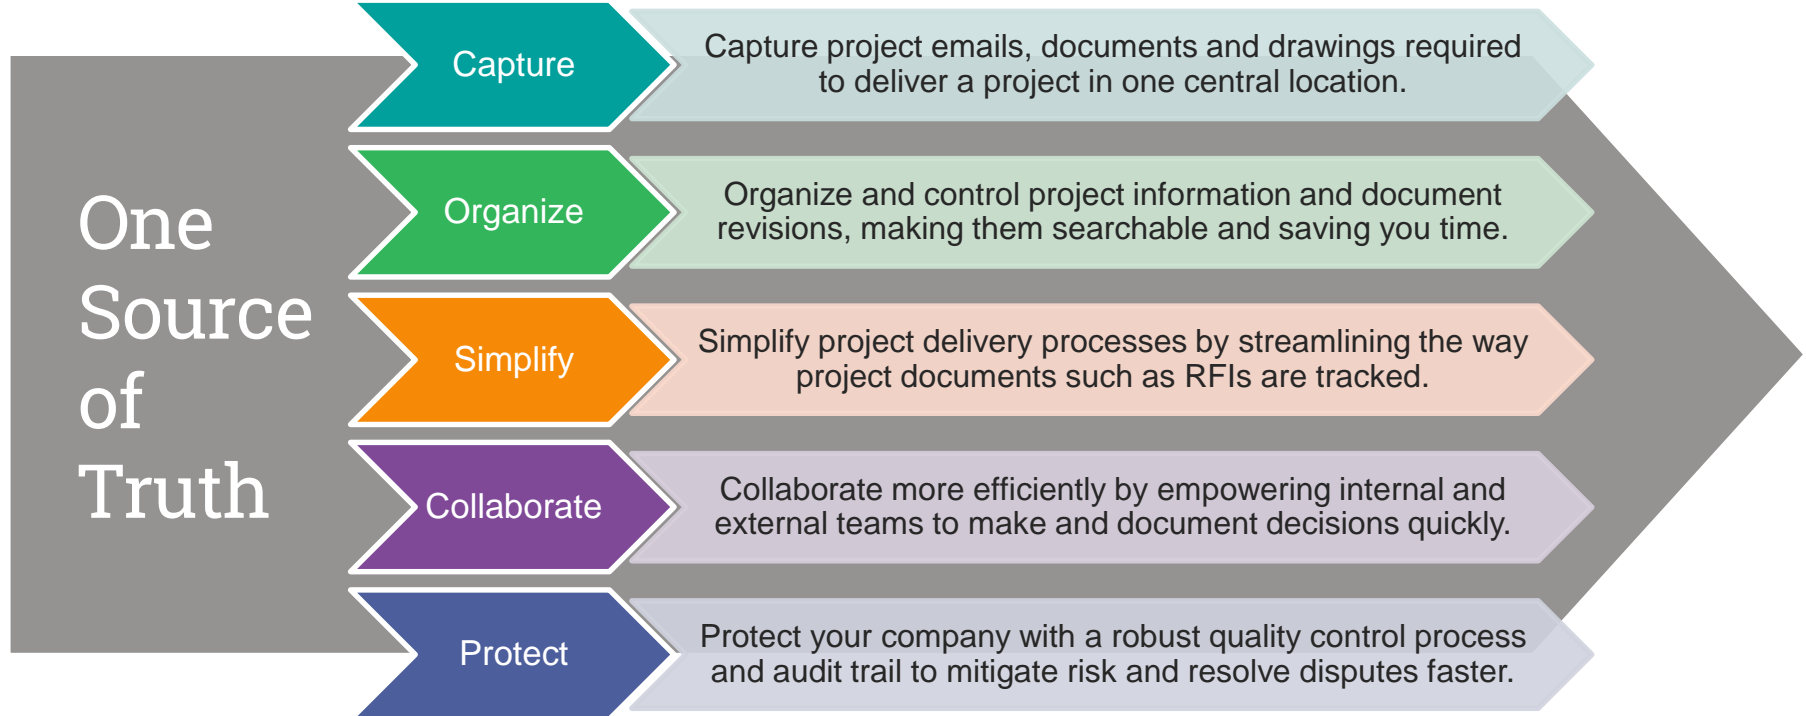 One
Source
of
Truth
Capture
Capture project emails, documents and drawings required
to deliver a project in one central location.
Organize
Organize and control project information and document
revisions, making them searchable and saving you time.
Simplify
Simplify project delivery processes by streamlining the way
project documents such as RFIs are tracked.
Collaborate
Collaborate more efficiently by empowering internal and
external teams to make and document decisions quickly.
Protect
Protect your company with a robust quality control process
and audit trail to mitigate risk and resolve disputes faster.